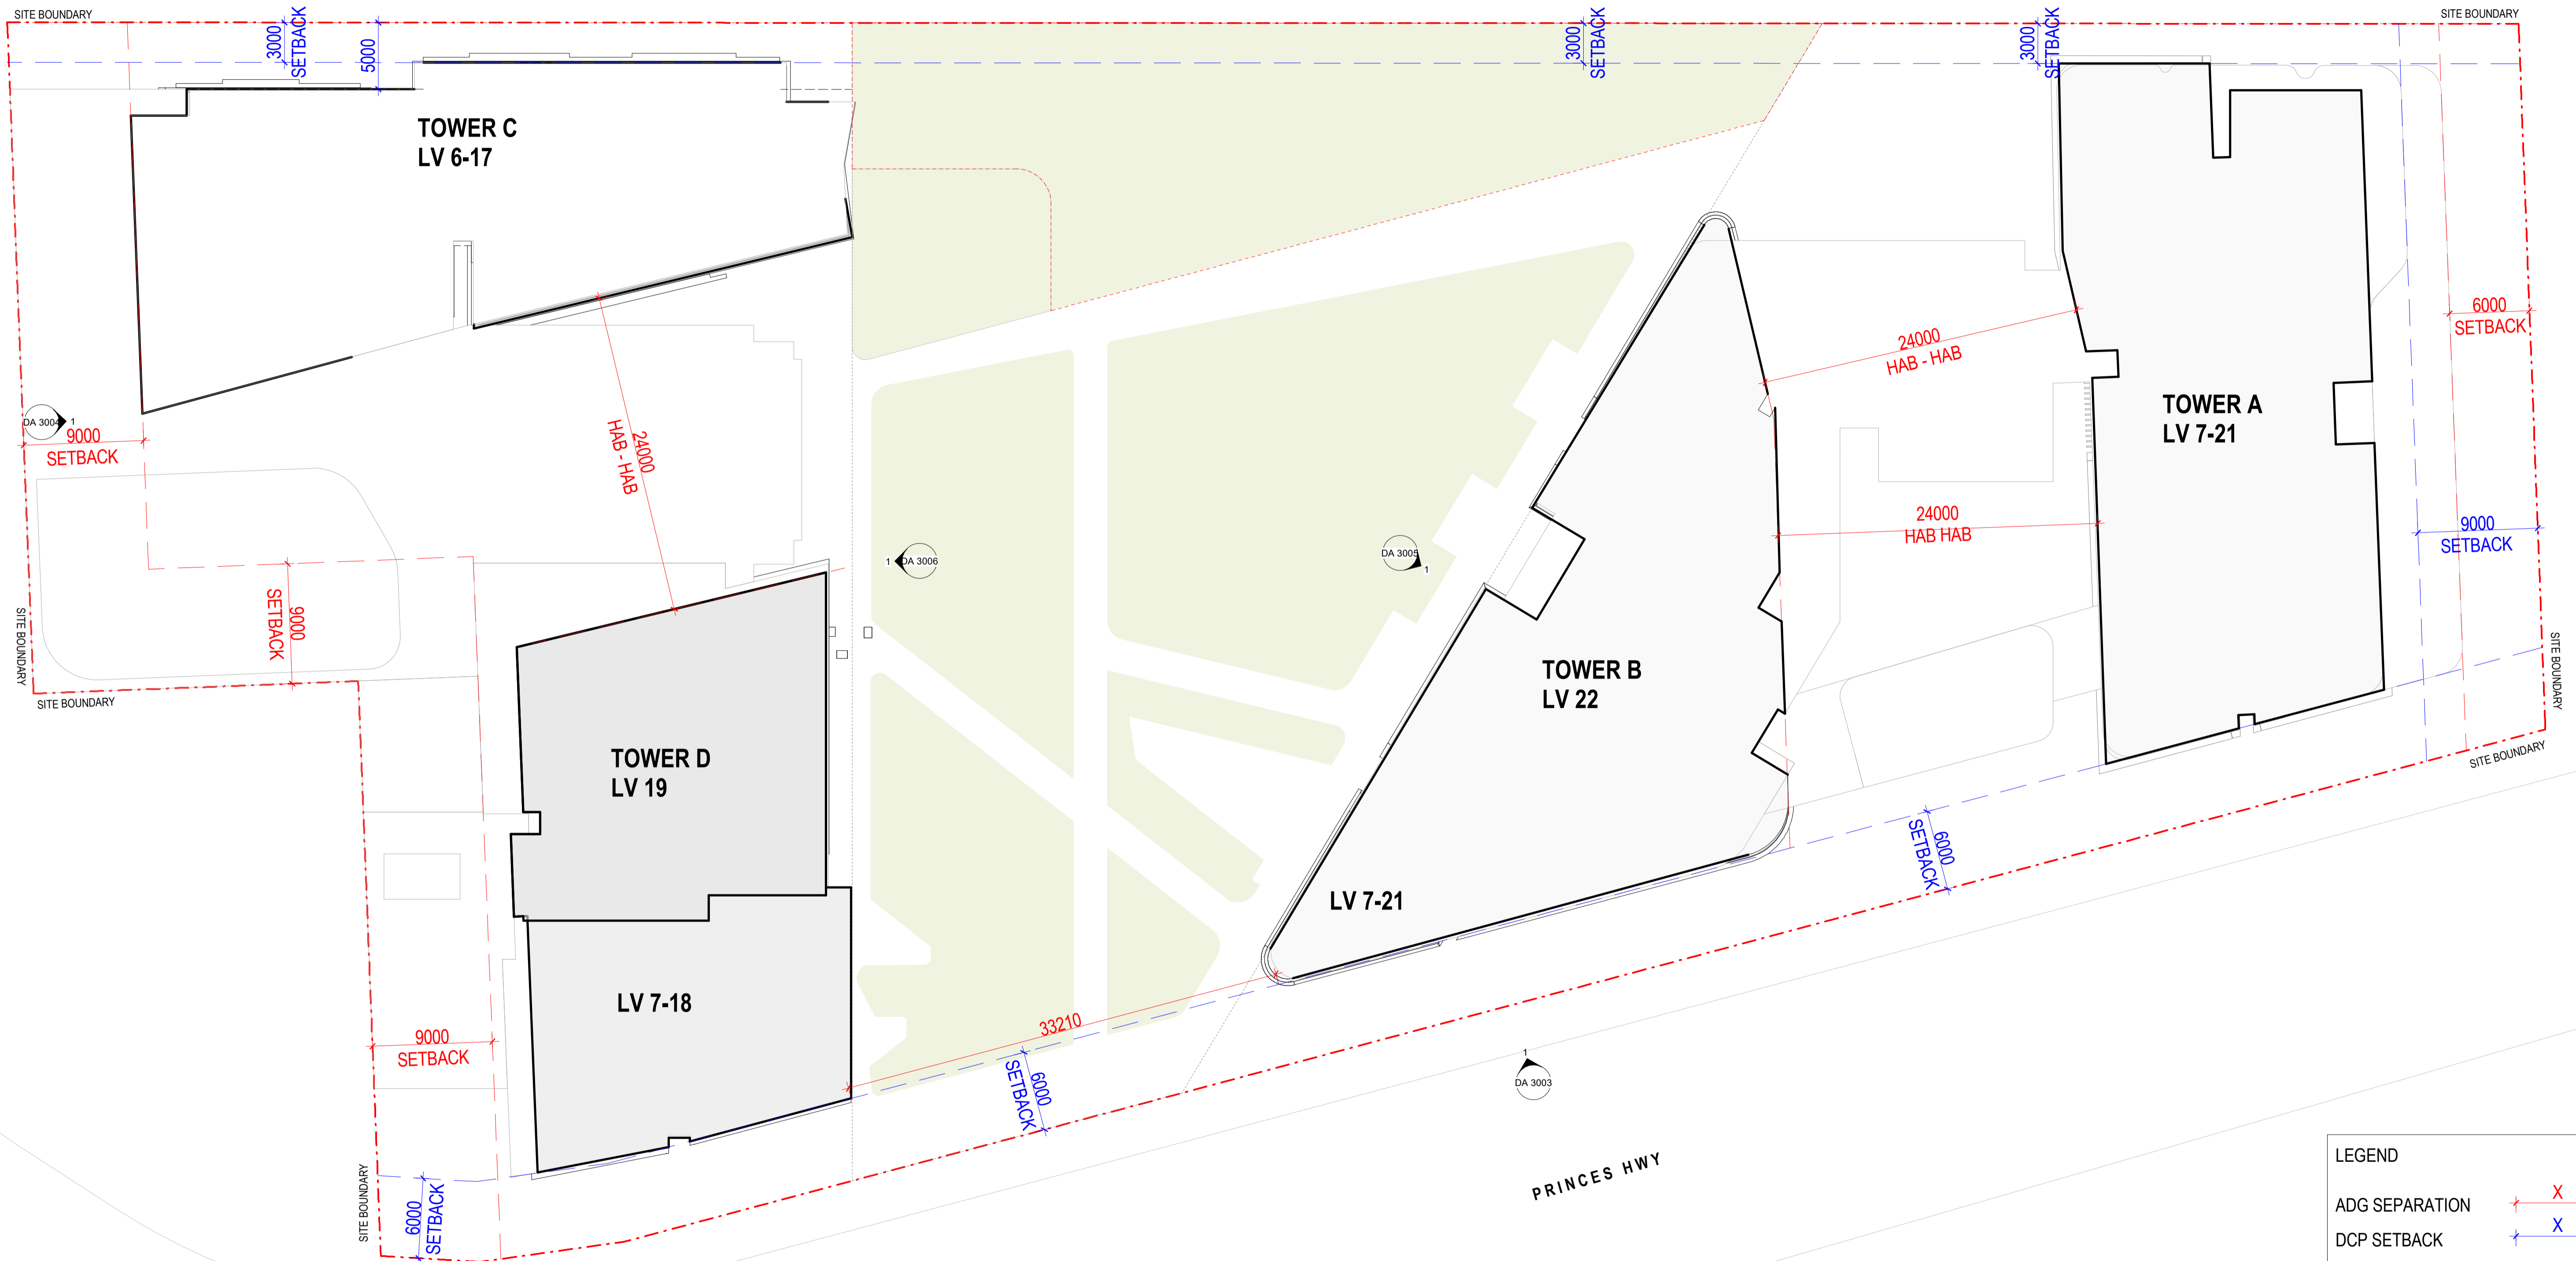 SITE BOUNDARY
SITE BOUNDARY
3000
SETBACK
5000
3000
SETBACK
3000
SETBACK
TOWER C
LV 6-17
6000
SETBACK
24000
HAB - HAB
TOWER A
LV 7-21
DA 3004
1
9000
SETBACK
24000
HAB - HAB
24000
HAB HAB
9000
SETBACK
1
DA 3006
DA 3005
1
9000
SETBACK
SITE BOUNDARY
SITE BOUNDARY
SITE BOUNDARY
TOWER B
LV 22
SITE BOUNDARY
TOWER D
LV 19
6000
SETBACK
LV 7-21
LV 7-18
33210
9000
SETBACK
6000
SETBACK
1
DA 3003
PRINCES HWY
SITE BOUNDARY
6000
SETBACK
LEGEND
ADG SEPARATION
X
DCP SETBACK
X